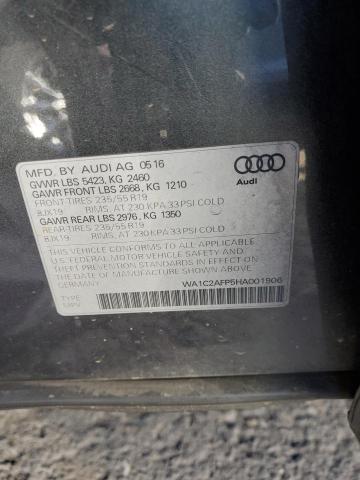 MFD. BY AUDI AG 05 16
GVWR LBS 5423, KG 2460
GAWR FRONT LBS 2668, KG 1210
FRONT-TIRES 235/55 R19
8JX19 RIMS, AT 230 KPA 33 PSI COLD
GAWR REAR LBS 2976, KG 1350
REAR-TIRES 235/55 R19
8JX19 RIMS, AT 230 KPA 33 PSI COLD
Audi
THIS VEHICLE CONFORMS TO ALL APPLICABLE
U.S. FEDERAL MOTOR VEHICLE SAFETY AND
THEFT PREVENTION STANDARDS IN EFFECT ON
THE DATE OF MANUFACTURE SHOWN ABOVE.
GERMANY
WA1C2AFP5HA001906
TYPE:
MPV